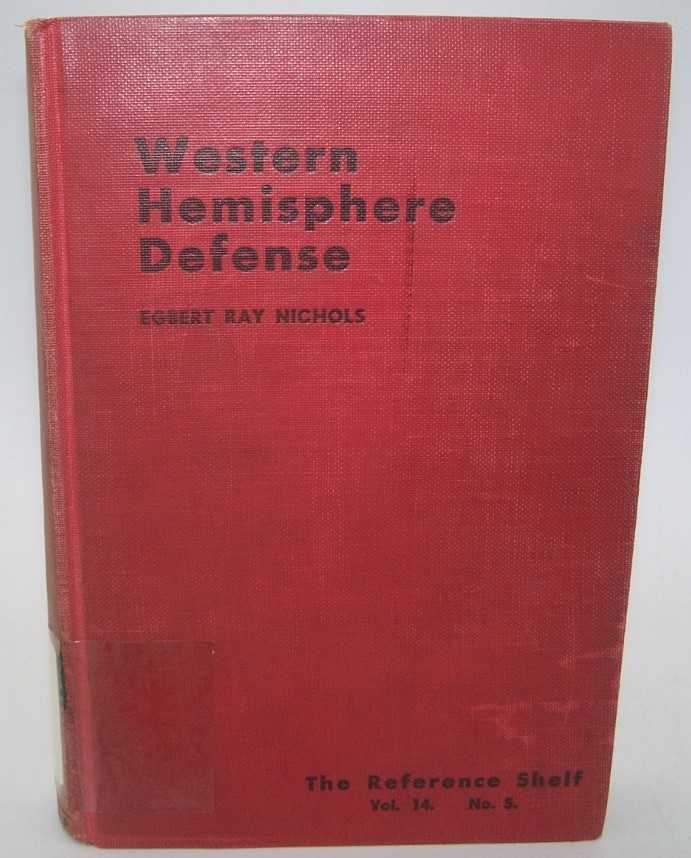 Western
Hemisphere
Defense
EGBERT RAY NICHOLS
The Reference Shelf
Vol. 14. No. 5.